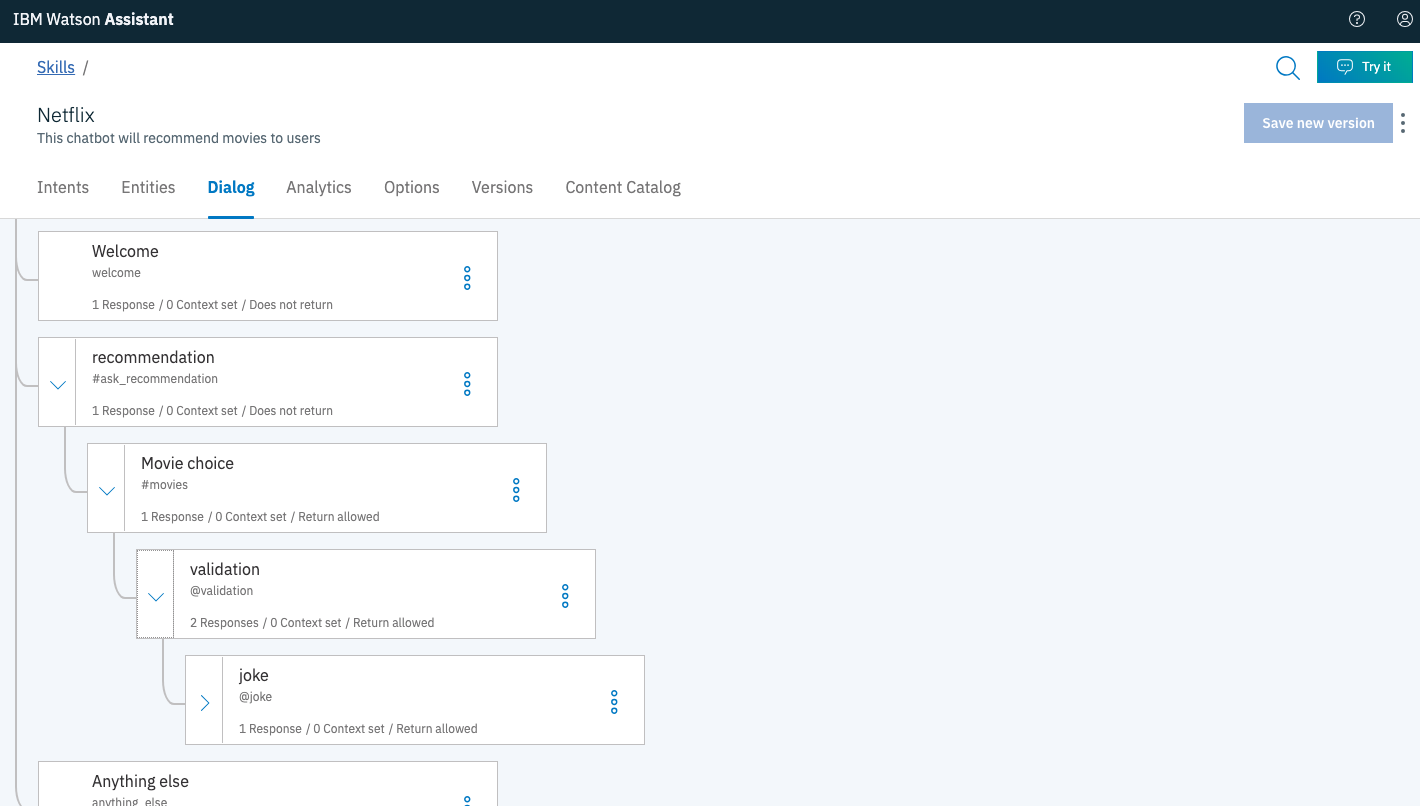 IBM Watson Assistant
Skills /
Try it
Netflix
This chatbot will recommend movies to users
Save new version
Intents Entities Dialog Analytics Options Versions Content Catalog
Welcome
welcome
1 Response / 0 Context set / Does not return
recommendation
#ask_recommendation
1 Response / 0 Context set / Does not return
Movie choice
#movies
1 Response / 0 Context set / Return allowed
validation
@validation
2 Responses / 0 Context set / Return allowed
joke
@joke
1 Response / 0 Context set / Return allowed
Anything else
anything_else